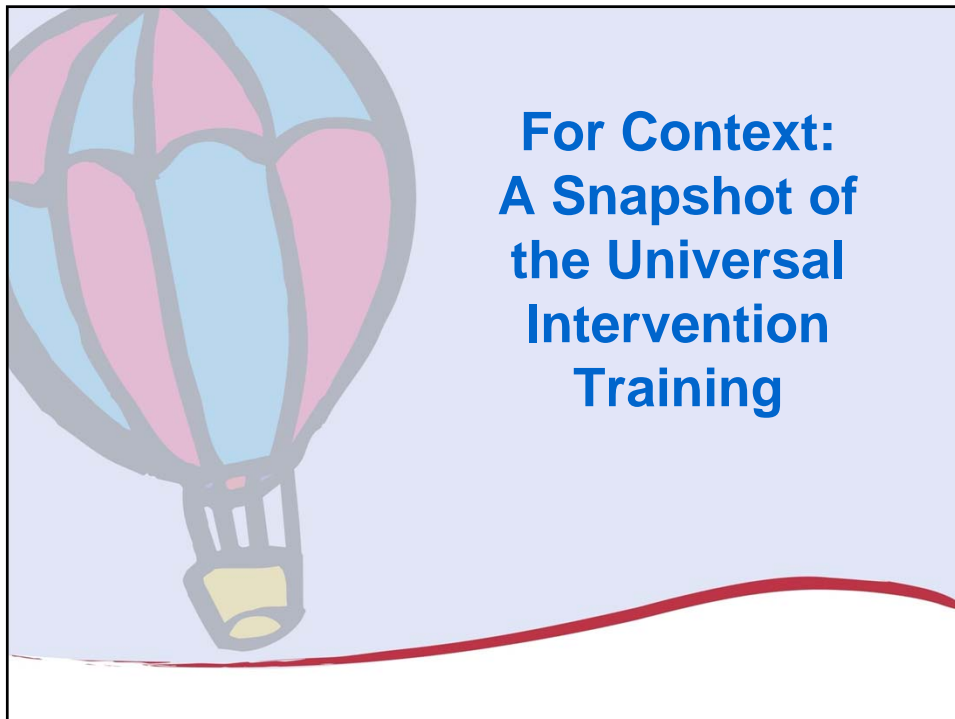 For Context:
A Snapshot of
the Universal
Intervention
Training